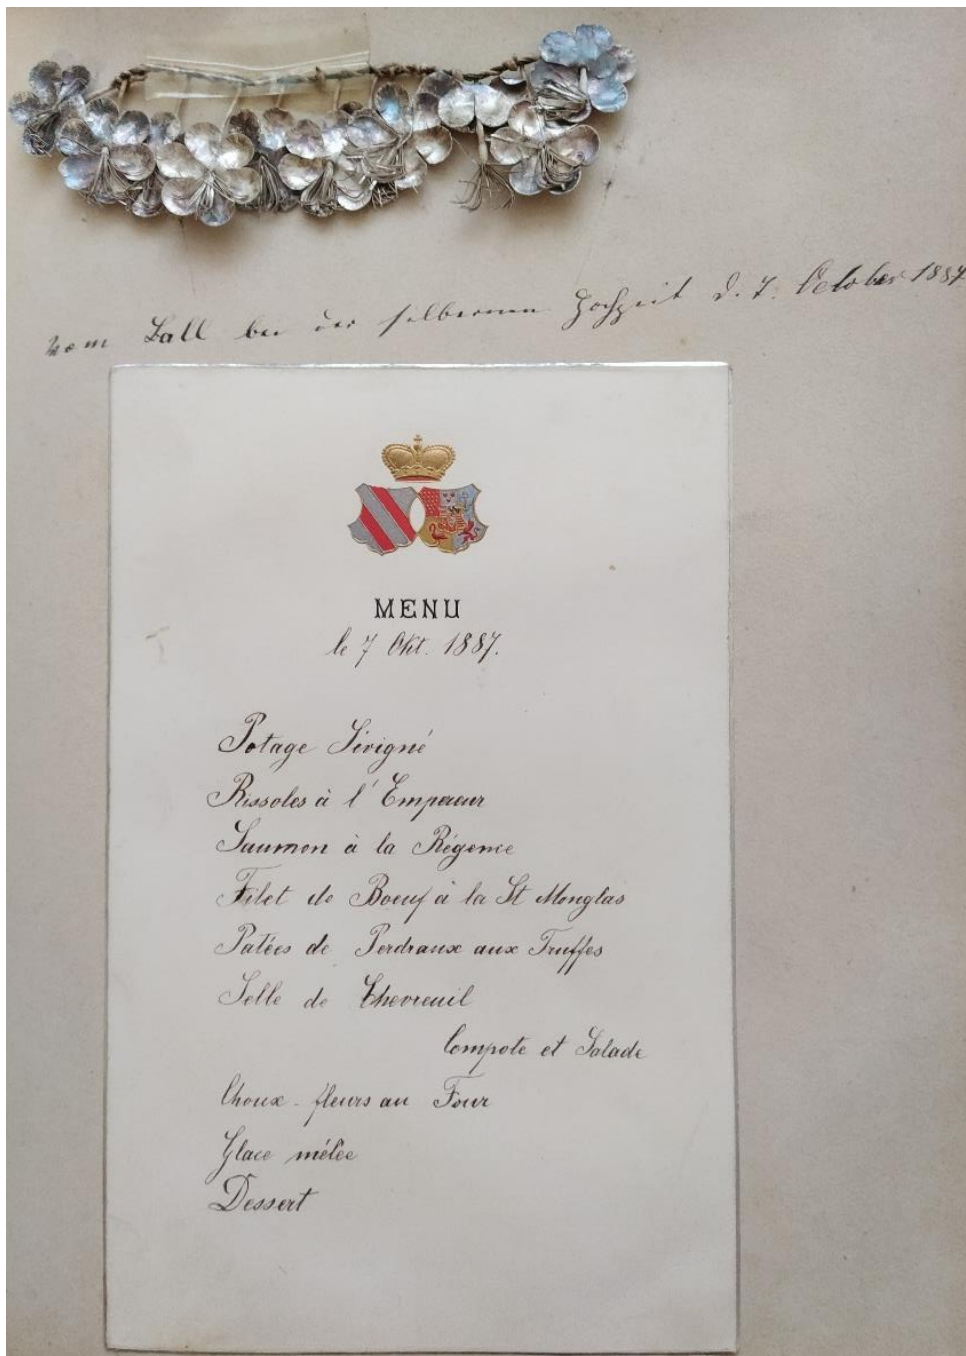 vom Ball bei der silbernen Hochzeit d. 7. October 1887
MENU
le 7 Okt. 1887.
Potage Sévigné
Rissoles à l'Empereur
Saumon à la Régence
Filet de Boeuf à la St Monglas
Patées de Perdraux aux Truffes
Selle de Chevreuil
Compote et Salade
Choux-fleurs au Four
Glace mêlée
Dessert